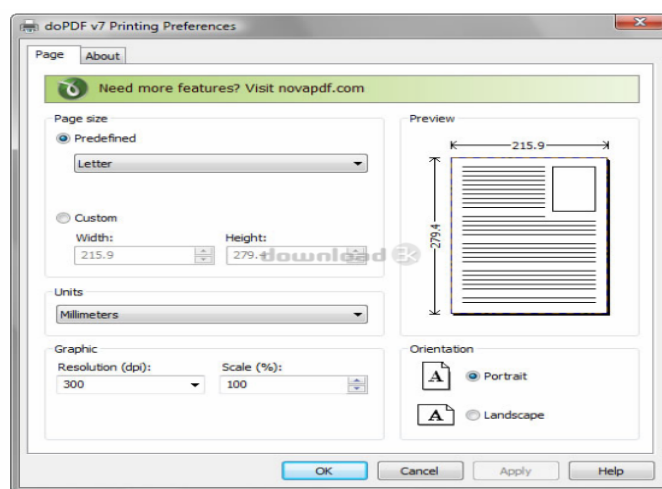 doPDF v7 Printing Preferences
Page
About
Need more features? Visit novapdf.com
Page size
Predefined
Letter
Custom
Width:
Height:
215.9
279.4
Units
Millimeters
Graphic
Resolution (dpi):
Scale (%):
300
100
Preview
215.9
279.4
Orientation
A
Portrait
A
Landscape
OK
Cancel
Apply
Help
download3k